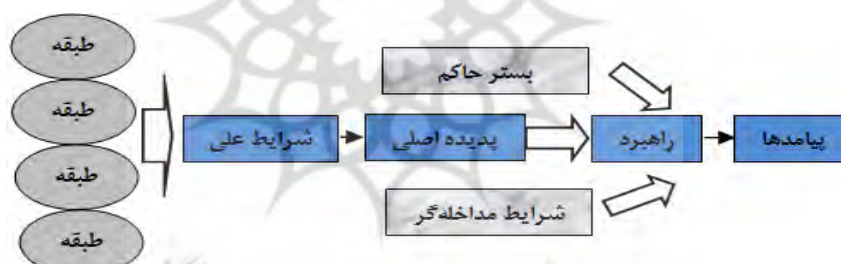 طبقه
طبقه
طبقه
طبقه
بستر حاکم
شرایط علی
پدیده اصلی
راهبرد
پیامدها
شرایط مداخله‌گر